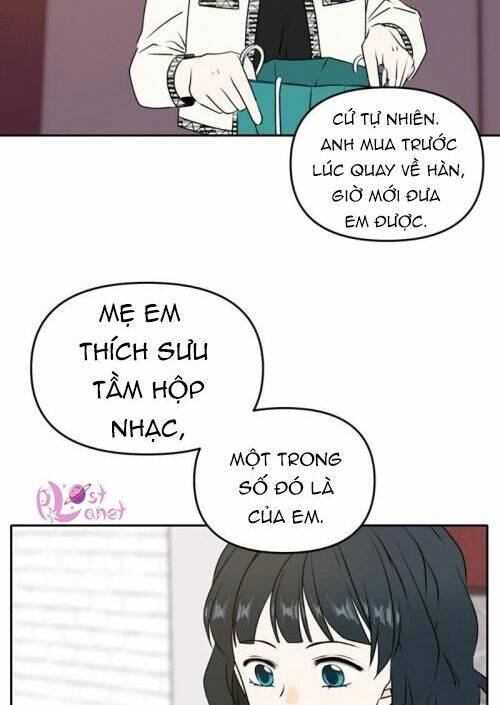 CỨ TỰ NHIÊN.
ANH MUA TRƯỚC
LÚC QUAY VỀ HÀN,
GIỜ MỚI ĐƯA
EM ĐƯỢC.
MẸ EM
THÍCH SƯU
TẦM HỘP
NHẠC,
MỘT TRONG
SỐ ĐÓ LÀ
CỦA EM.
Lost
Planet